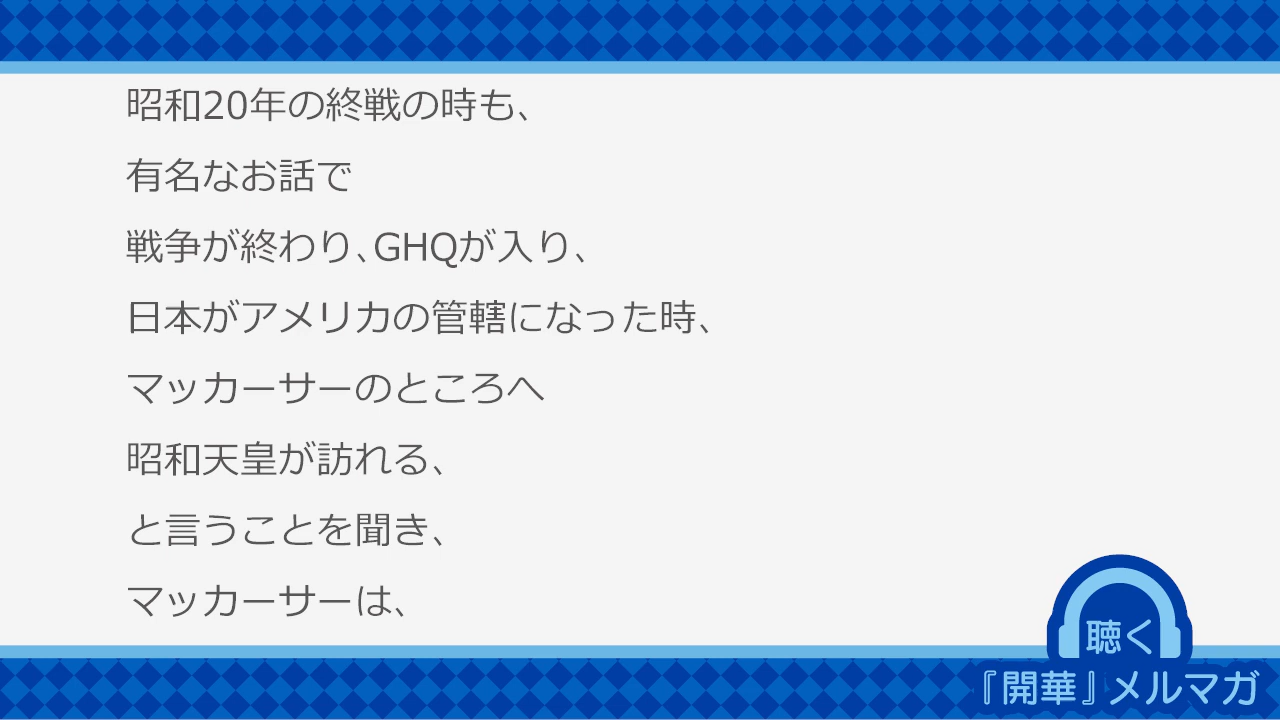 昭和20年の終戦の時も、
有名なお話で
戦争が終わり、GHQが入り、
日本がアメリカの管轄になった時、
マッカーサーのところへ
昭和天皇が訪れる、
と言うことを聞き、
マッカーサーは、
聴く
『開華』メルマガ